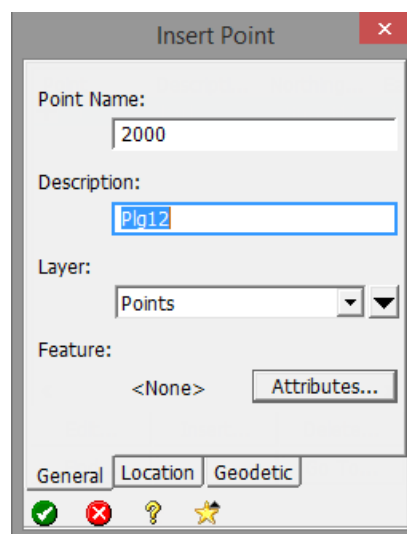 Insert Point
Point Name:
2000
Description:
Plg12
Layer:
Points
Feature:
<None> Attributes...
General Location Geodetic